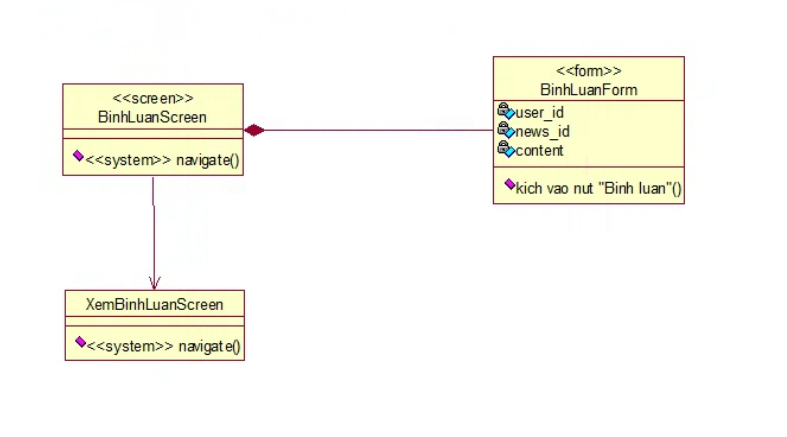 <<screen>>
BinhLuanScreen
<<system>> navigate()
<<form>>
BinhLuanForm
user_id
news_id
content
kich vao nut "Binh luan"()
XemBinhLuanScreen
<<system>> navigate()